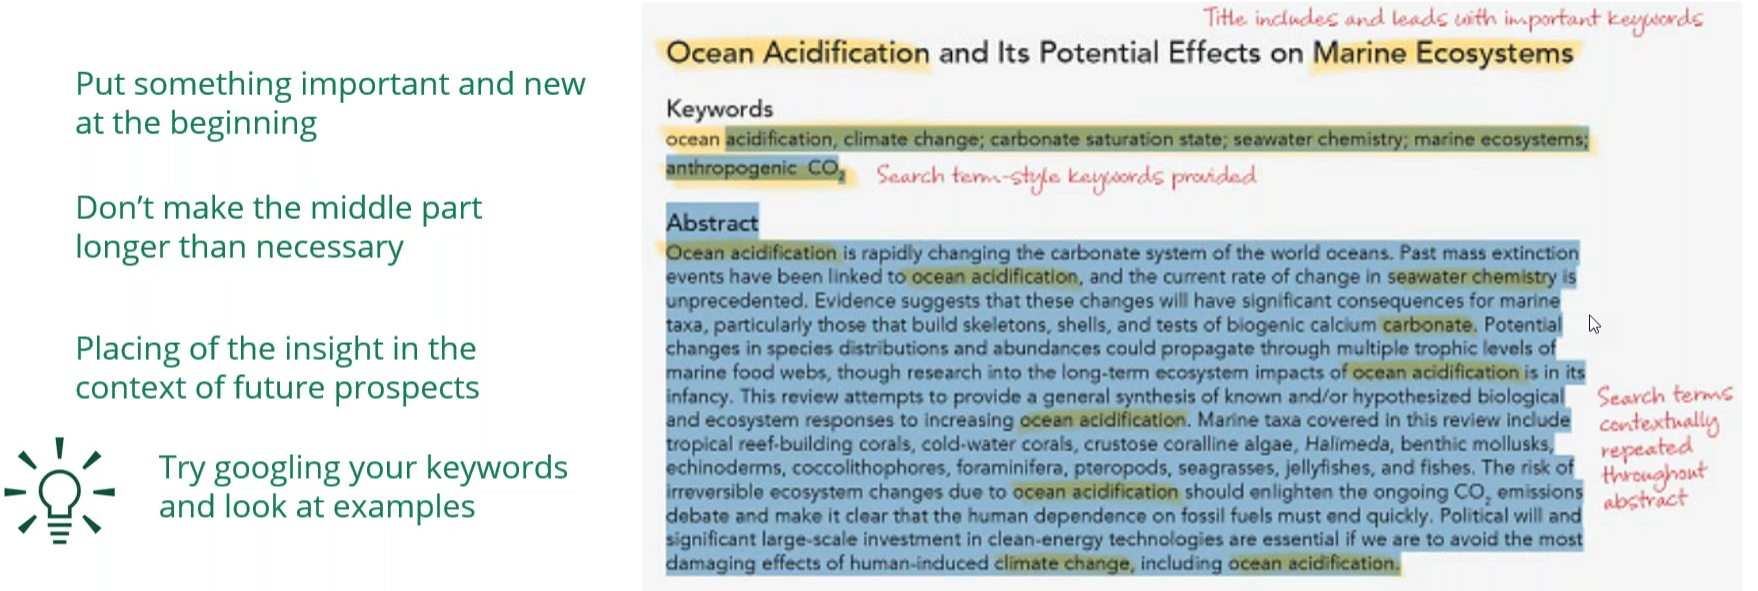 Put something important and new
at the beginning
Don't make the middle part
longer than necessary
Placing of the insight in the
context of future prospects
Try googling your keywords
and look at examples
Title includes and leads with important keywords
Ocean Acidification and Its Potential Effects on Marine Ecosystems
Keywords
ocean acidification, climate change; carbonate saturation state; seawater chemistry; marine ecosystems;
anthropogenic CO₂
Search term-style keywords provided
Abstract
Ocean acidification is rapidly changing the carbonate system of the world oceans. Past mass extinction
events have been linked to ocean acidification, and the current rate of change in seawater chemistry is
unprecedented. Evidence suggests that these changes will have significant consequences for marine
taxa, particularly those that build skeletons, shells, and tests of biogenic calcium carbonate. Potential
changes in species distributions and abundances could propagate through multiple trophic levels of
marine food webs, though research into the long-term ecosystem impacts of ocean acidification is in its
infancy. This review attempts to provide a general synthesis of known and/or hypothesized biological
and ecosystem responses to increasing ocean acidification. Marine taxa covered in this review include
tropical reef-building corals, cold-water corals, crustose coralline algae, Halimeda, benthic mollusks,
echinoderms, coccolithophores, foraminifera, pteropods, seagrasses, jellyfishes, and fishes. The risk of
irreversible ecosystem changes due to ocean acidification should enlighten the ongoing CO₂ emissions
debate and make it clear that the human dependence on fossil fuels must end quickly. Political will and
significant large-scale investment in clean-energy technologies are essential if we are to avoid the most
damaging effects of human-induced climate change, including ocean acidification.
Search terms
contextually
repeated
throughout
abstract